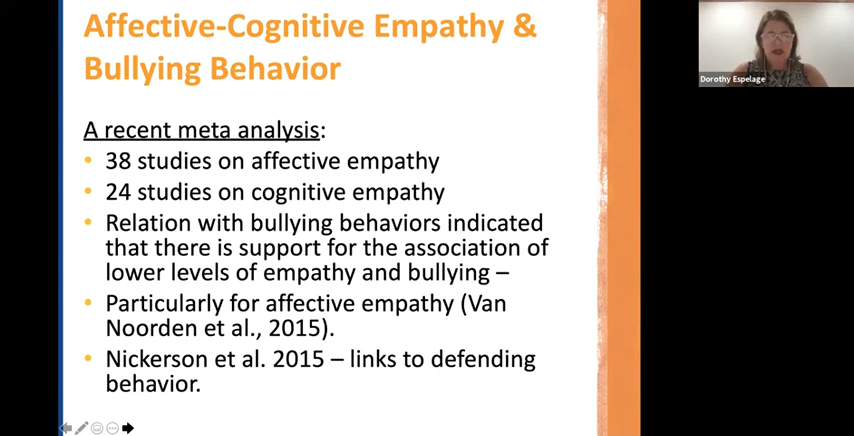 Affective-Cognitive Empathy &
Bullying Behavior
Dorothy Espelage
A recent meta analysis:
• 38 studies on affective empathy
• 24 studies on cognitive empathy
• Relation with bullying behaviors indicated
that there is support for the association of
lower levels of empathy and bullying –
• Particularly for affective empathy (Van
Noorden et al., 2015).
• Nickerson et al. 2015 – links to defending
behavior.